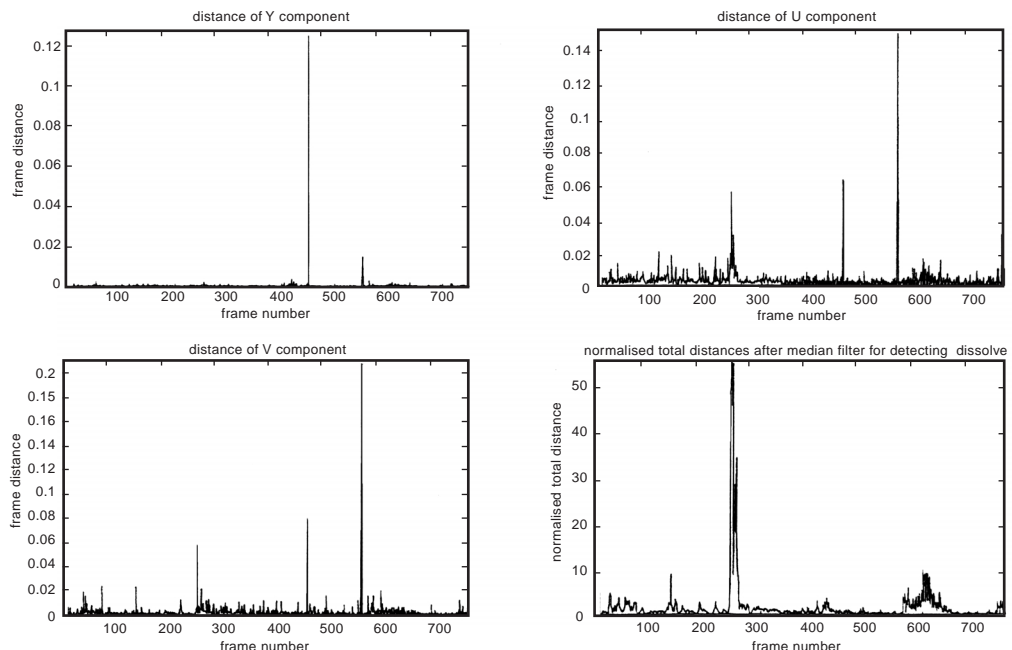 distance of Y component
0.12
0.1
0.08
0.06
0.04
0.02
0
100 200 300 400 500 600 700
frame number
frame distance
distance of U component
0.14
0.12
0.1
0.08
0.06
0.04
0.02
0
100 200 300 400 500 600 700
frame number
frame distance
distance of V component
0.2
0.15
0.16
0.14
0.12
0.1
0.08
0.06
0.04
0.02
0
100 200 300 400 500 600 700
frame number
frame distance
normalised total distances after median filter for detecting dissolve
50
40
30
20
10
0
100 200 300 400 500 600 700
frame number
normalised total distance